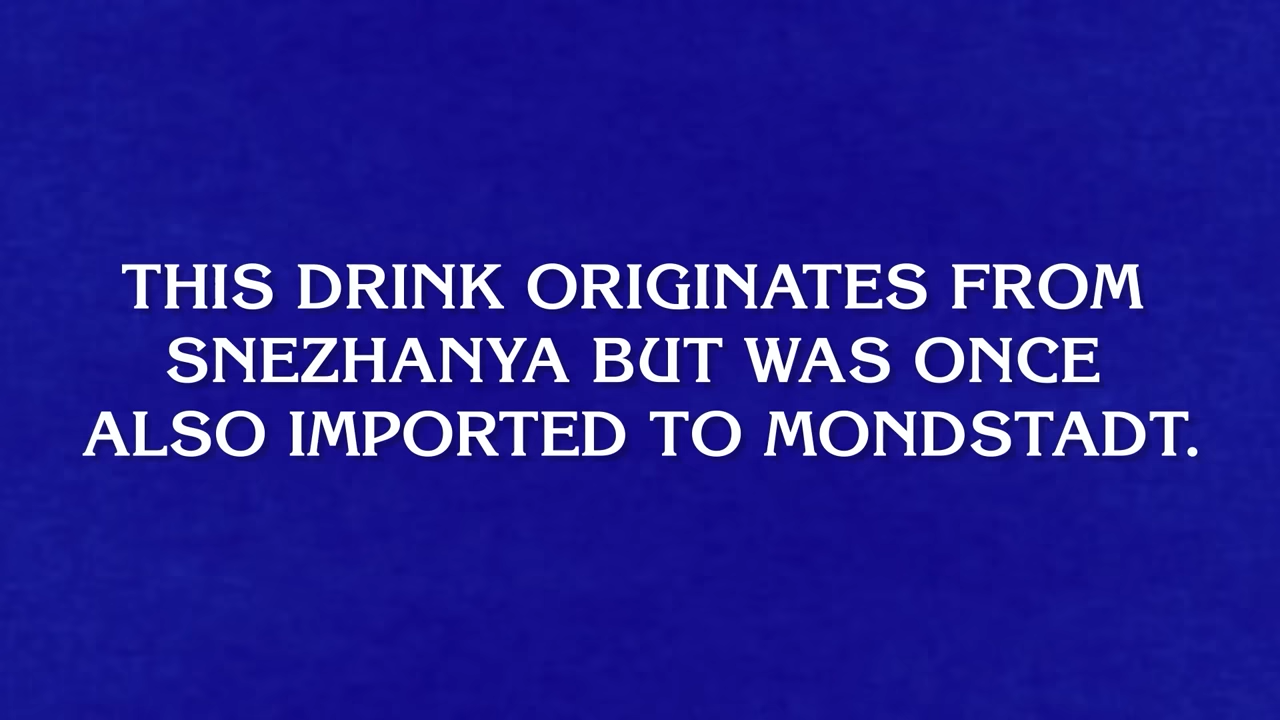 THIS DRINK ORIGINATES FROM
SNEZHANYA BUT WAS ONCE
ALSO IMPORTED TO MONDSTADT.